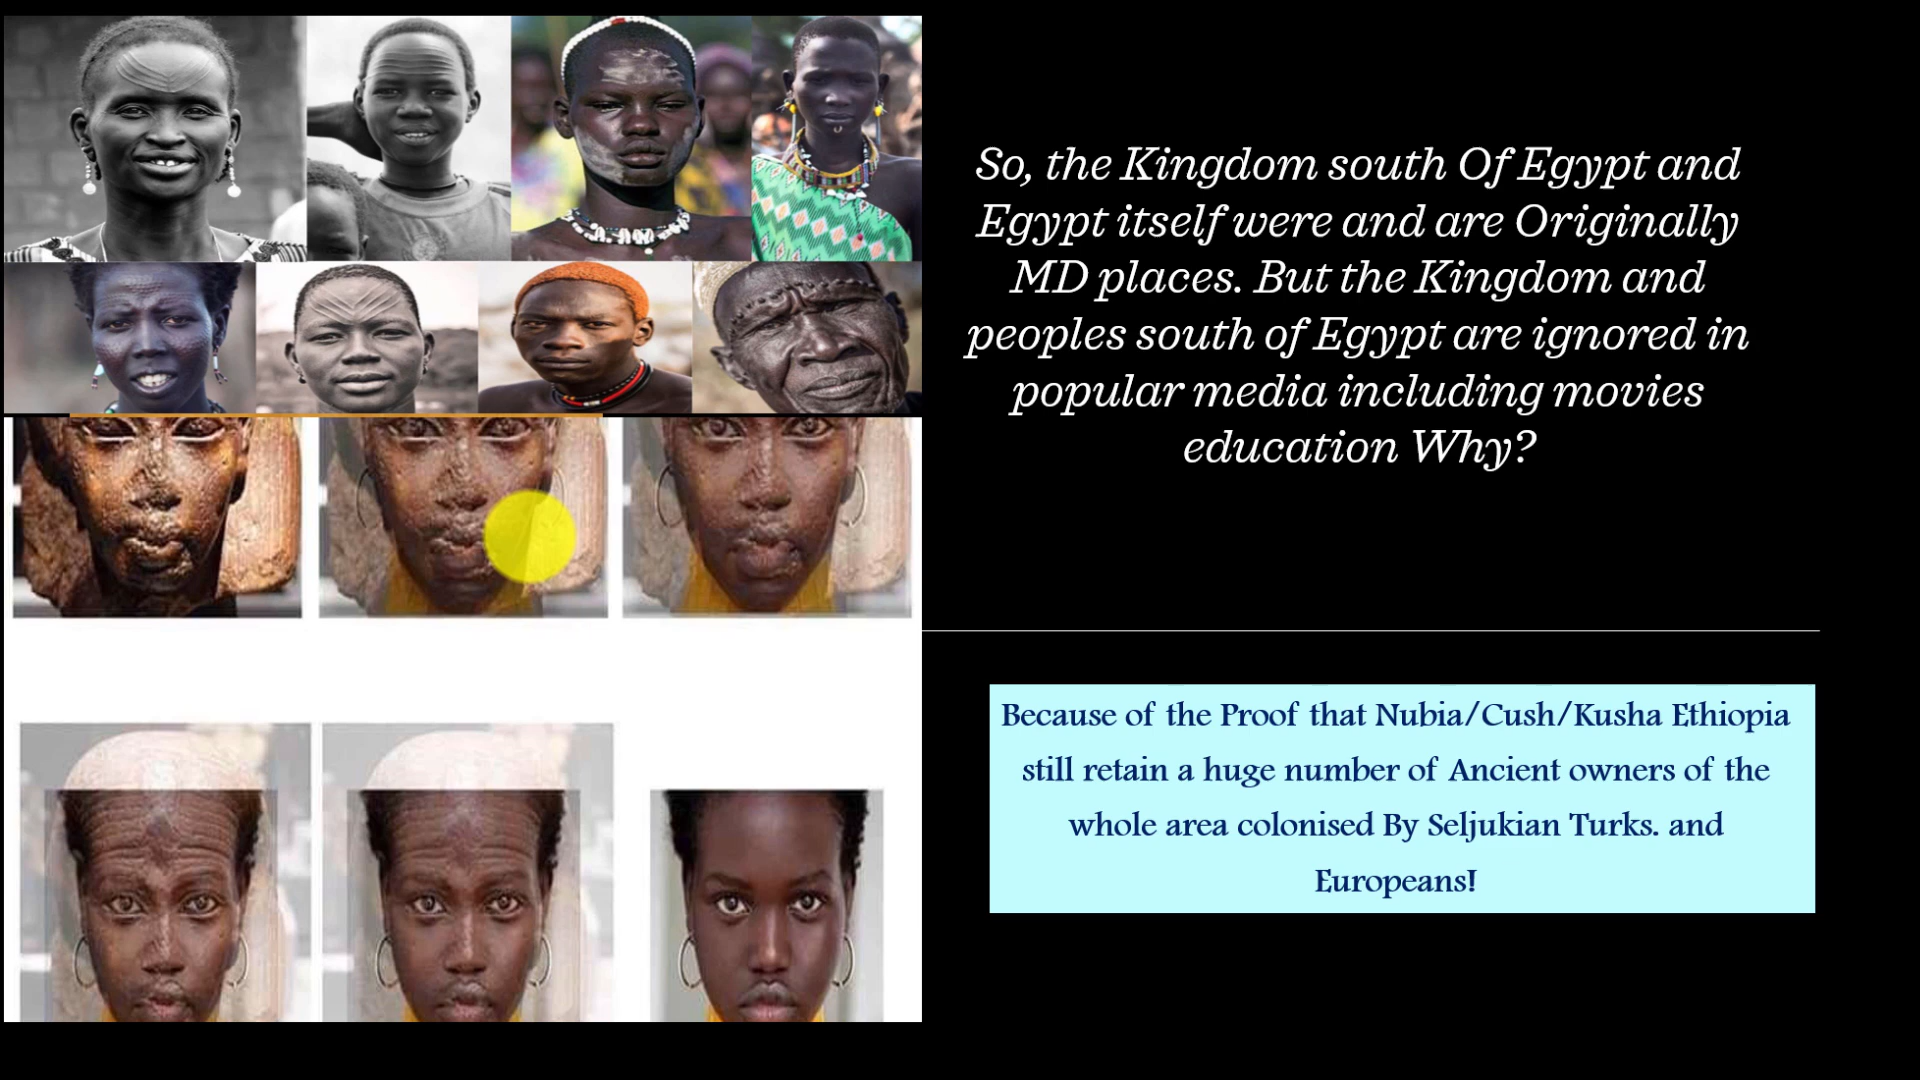 So, the Kingdom south Of Egypt and
Egypt itself were and are Originally
MD places. But the Kingdom and
peoples south of Egypt are ignored in
popular media including movies
education Why?
Because of the Proof that Nubia/Cush/Kusha Ethiopia
still retain a huge number of Ancient owners of the
whole area colonised By Seljukian Turks. and
Europeans!